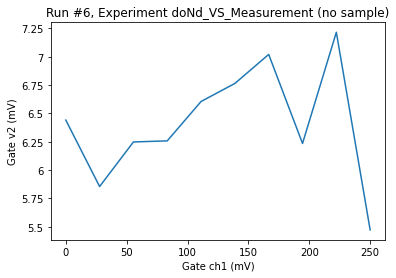 Run #6, Experiment doNd_VS_Measurement (no sample)
7.25
7
6.75
6.5
6.25
6
5.75
5.5
Gate v2 (mV)
0 50 100 150 200 250
Gate ch1 (mV)